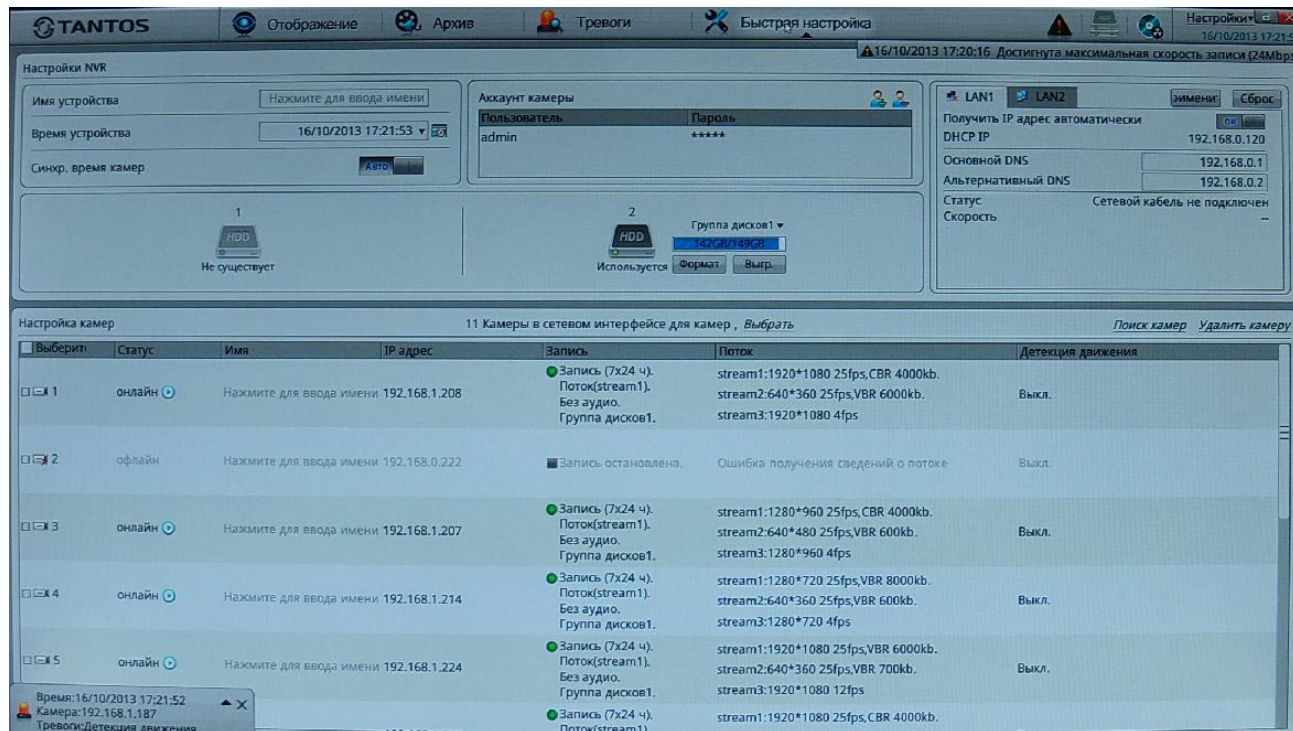 TANTOS
Отображение
Архив
Тревоги
Быстрая настройка
Настройки
16/10/2013 17:21:5
16/10/2013 17:20:16 Достигнута максимальная скорость записи (24Mbp
Настройки NVR
Имя устройства
Нажмите для ввода имени
Время устройства
16/10/2013 17:21:53
Синхр. время камер
Авто
Аккаунт камеры
Пользователь Пароль
admin *****
LAN1 LAN2 рименит Сброс
Получить IP адрес автоматически ON
DHCP IP 192.168.0.120
Основной DNS 192.168.0.1
Альтернативный DNS 192.168.0.2
Статус Сетевой кабель не подключен
Скорость --
1
HDD
Не существует
2
HDD
Используется
Группа дисков1
142GB/149GB
Формат Выгр.
Настройка камер
11 Камеры в сетевом интерфейсе для камер , Выбрать
Поиск камер Удалить камеру
Выберит Статус Имя IP адрес Запись Поток Детекция движения
1 онлайн Нажмите для ввода имени 192.168.1.208
Запись (7x24 ч).
Поток(stream1).
Без аудио.
Группа дисков1.
stream1:1920*1080 25fps,CBR 4000kb.
stream2:640*360 25fps,VBR 6000kb.
stream3:1920*1080 4fps
Выкл.
2 офлайн Нажмите для ввода имени 192.168.0.222 Запись остановлена. Ошибка получения сведений о потоке Выкл.
3 онлайн Нажмите для ввода имени 192.168.1.207
Запись (7x24 ч).
Поток(stream1).
Без аудио.
Группа дисков1.
stream1:1280*960 25fps,CBR 4000kb.
stream2:640*480 25fps,VBR 600kb.
stream3:1280*960 4fps
Выкл.
4 онлайн Нажмите для ввода имени 192.168.1.214
Запись (7x24 ч).
Поток(stream1).
Без аудио.
Группа дисков1.
stream1:1280*720 25fps,VBR 8000kb.
stream2:640*360 25fps,VBR 600kb.
stream3:1280*720 4fps
Выкл.
5 онлайн Нажмите для ввода имени 192.168.1.224
Запись (7x24 ч).
Поток(stream1).
Без аудио.
Группа дисков1.
stream1:1920*1080 25fps,VBR 6000kb.
stream2:640*360 25fps,VBR 700kb.
stream3:1920*1080 12fps
Выкл.
Запись (7x24 ч).
Поток(stream1)
stream1:1920*1080 25fps,CBR 4000kb.
Время:16/10/2013 17:21:52
Камера:192.168.1.187
Тревоги:Детекция движения